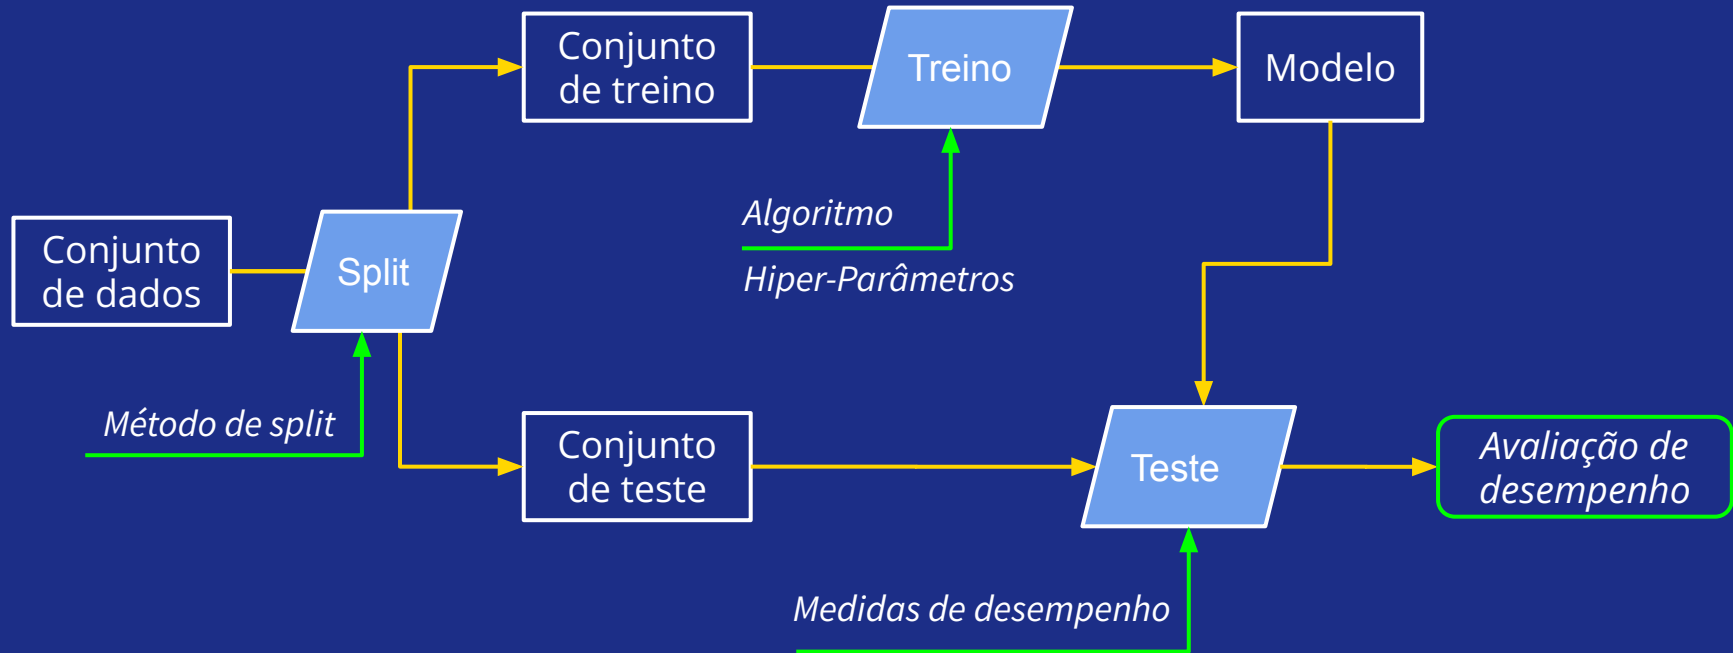 Conjunto
de treino
Treino
Modelo
Algoritmo
Hiper-Parâmetros
Conjunto
de dados
Split
Método de split
Conjunto
de teste
Teste
Avaliação de
desempenho
Medidas de desempenho